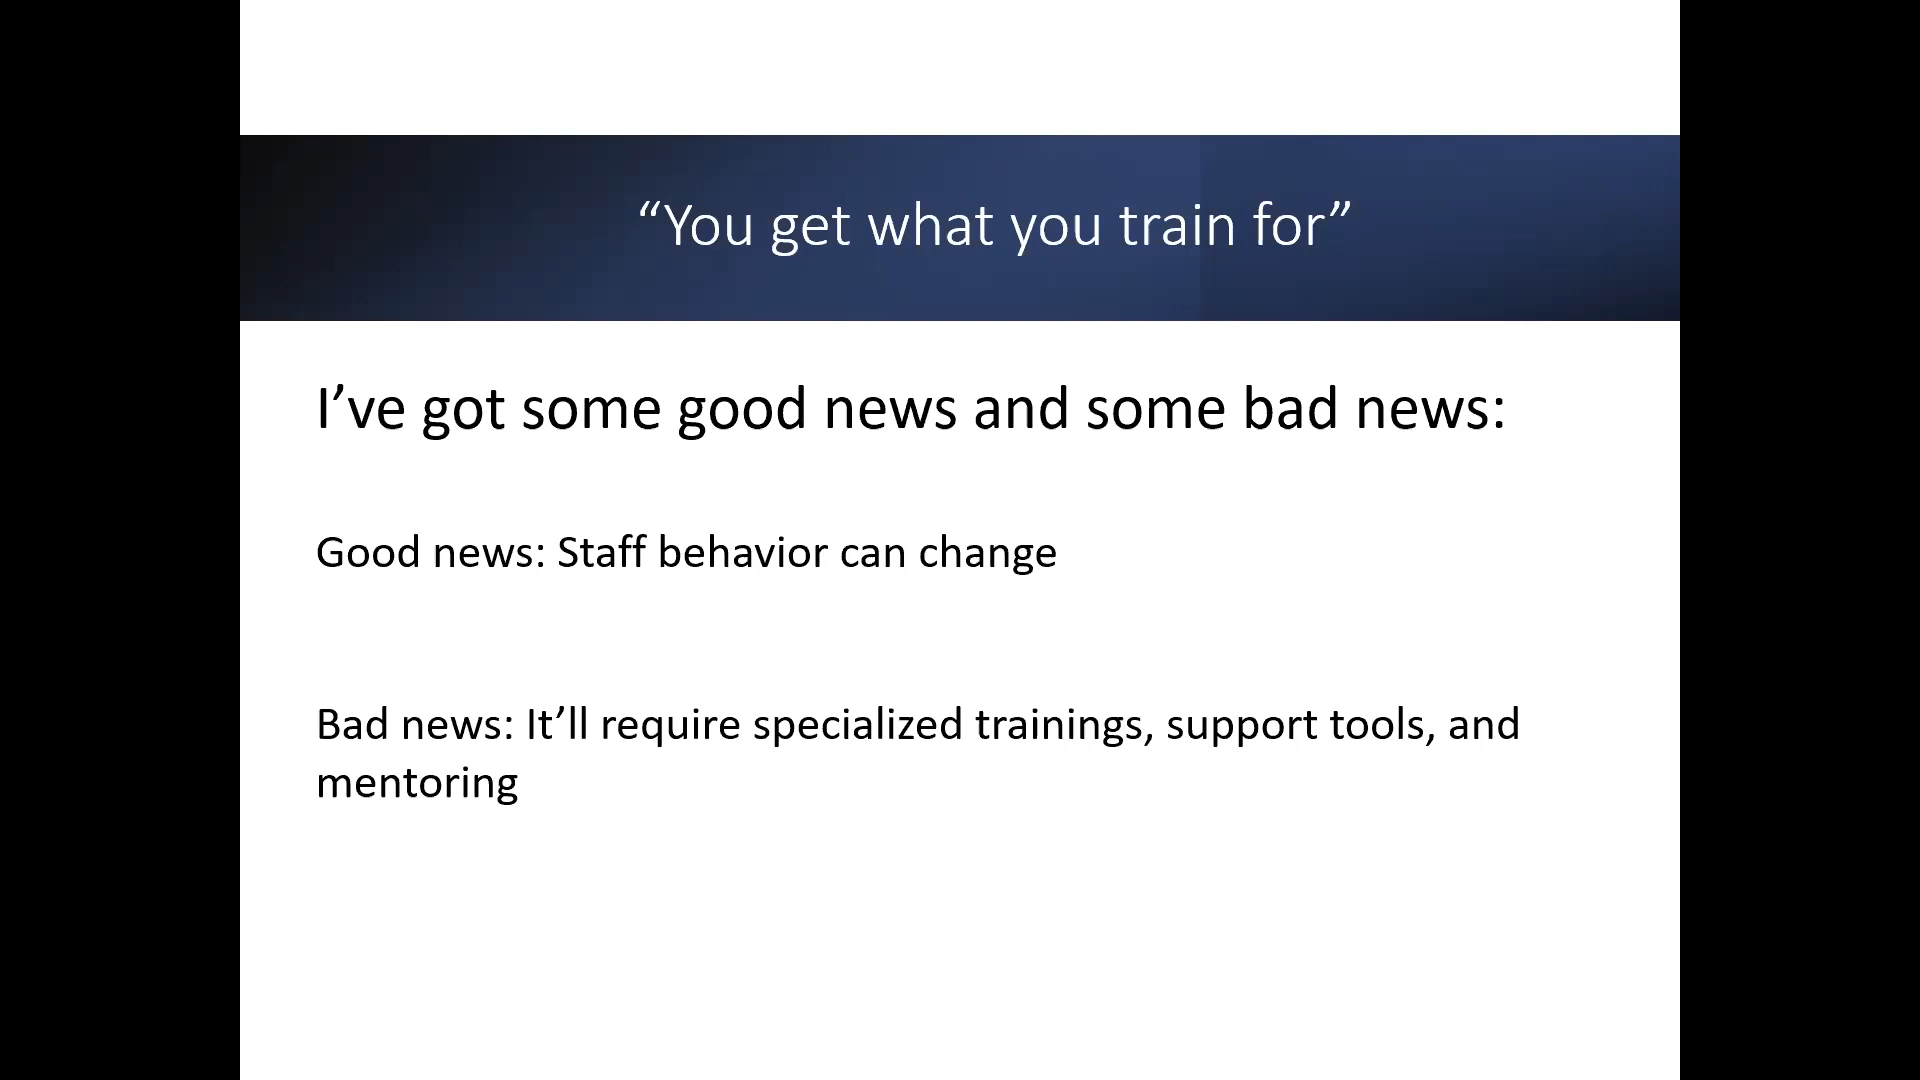 “You get what you train for”
I’ve got some good news and some bad news:
Good news: Staff behavior can change
Bad news: It’ll require specialized trainings, support tools, and
mentoring